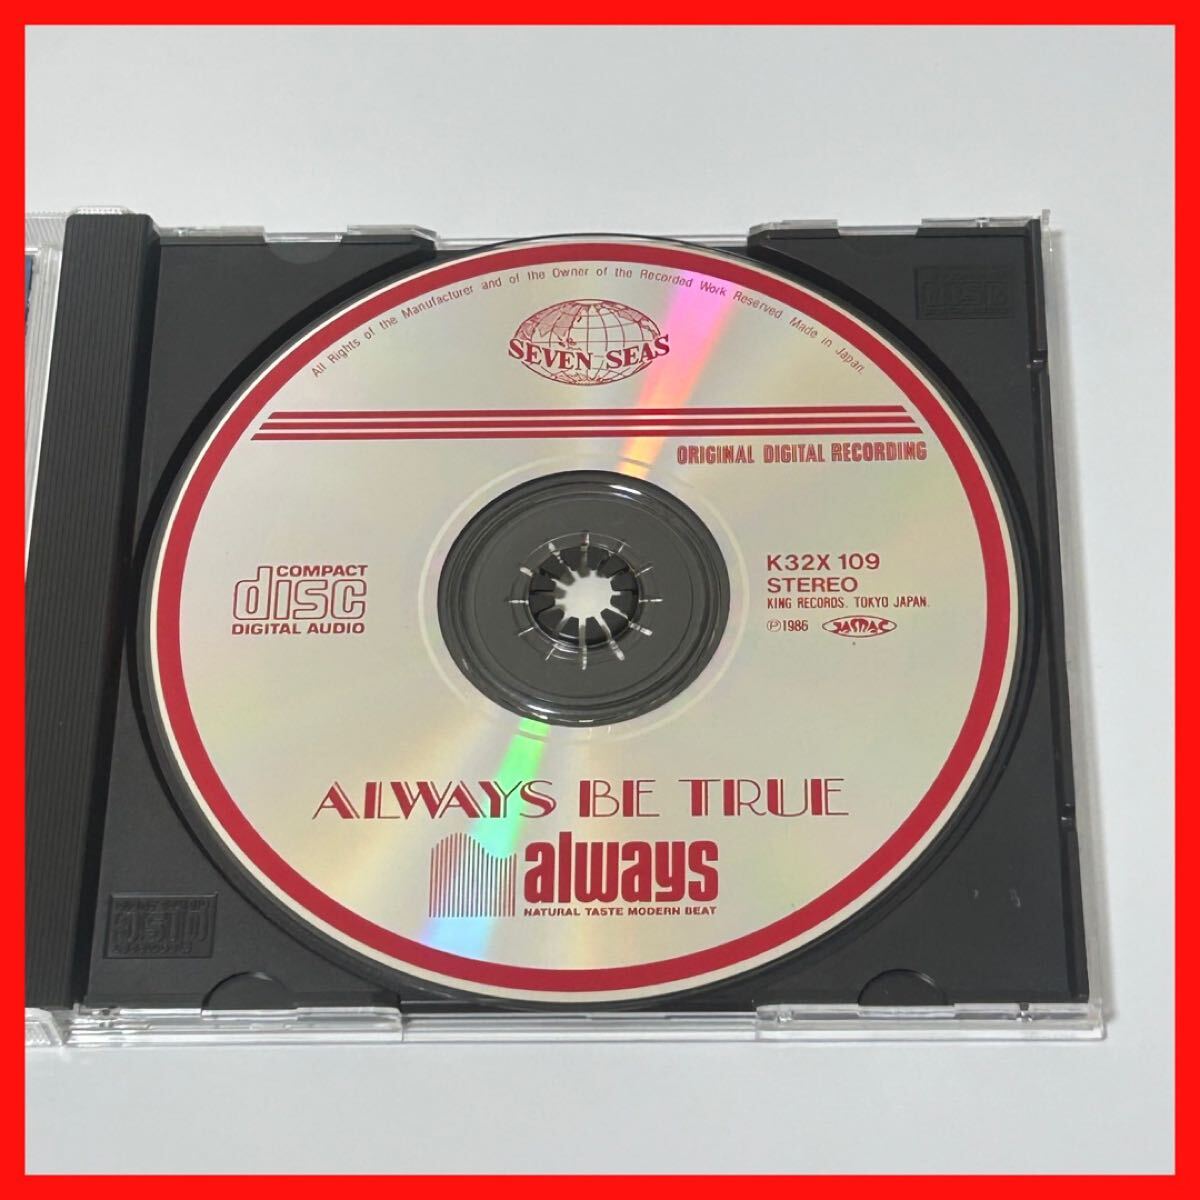 All Rights of the Manufacturer and of the Owner of the Recorded Work Reserved. Made in Japan.
SEVEN SEAS
ORIGINAL DIGITAL RECORDING
COMPACT
disc
DIGITAL AUDIO
K32X 109
STEREO
KING RECORDS. TOKYO JAPAN.
℗1986 JASRAC
ALWAYS BE TRUE
always
NATURAL TASTE MODERN BEAT